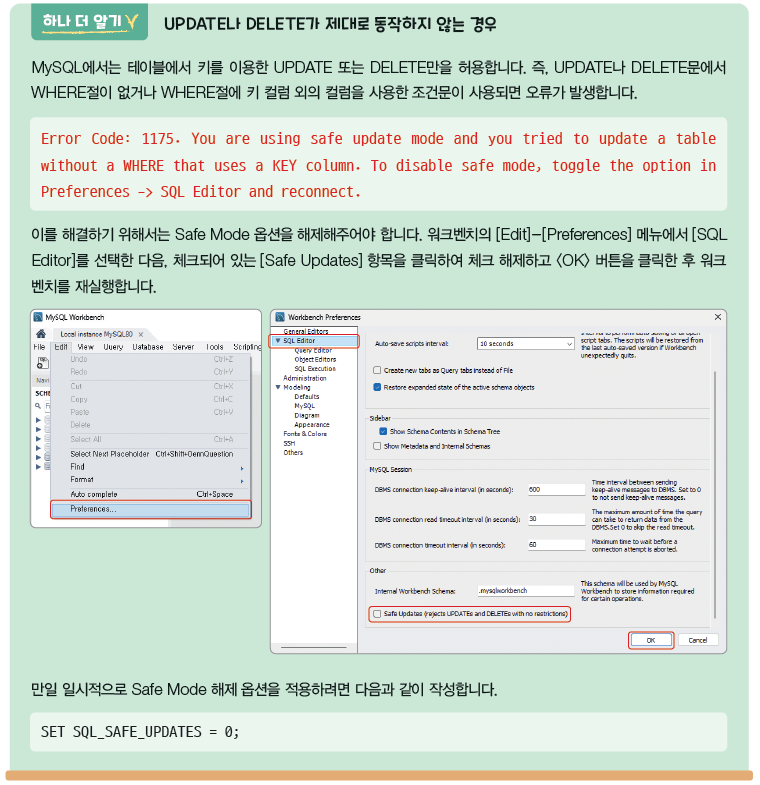 하나 더 알기
UPDATE나 DELETE가 제대로 동작하지 않는 경우
MySQL에서는 테이블에서 키를 이용한 UPDATE 또는 DELETE만을 허용합니다. 즉, UPDATE나 DELETE문에서
WHERE절이 없거나 WHERE절에 키 컬럼 외의 컬럼을 사용한 조건문이 사용되면 오류가 발생합니다.
Error Code: 1175. You are using safe update mode and you tried to update a table
without a WHERE that uses a KEY column. To disable safe mode, toggle the option in
Preferences -> SQL Editor and reconnect.
이를 해결하기 위해서는 Safe Mode 옵션을 해제해주어야 합니다. 워크벤치의 [Edit]-[Preferences] 메뉴에서 [SQL
Editor]를 선택한 다음, 체크되어 있는 [Safe Updates] 항목을 클릭하여 체크 해제하고 〈OK〉 버튼을 클릭한 후 워크
벤치를 재실행합니다.
MySQL Workbench
Local instance MySQL80 ×
File Edit View Query Database Server Tools Scripting
Navi
SCHE
Undo Ctrl+Z
Redo Ctrl+Y
Cut Ctrl+X
Copy Ctrl+C
Paste Ctrl+V
Delete
Select All Ctrl+A
Select Next Placeholder Ctrl+Shift+OemQuestion
Find
Format
Auto complete Ctrl+Space
Preferences...
Workbench Preferences
General Editors
SQL Editor
Query Editor
Object Editors
SQL Execution
Administration
Modeling
Defaults
MySQL
Diagram
Appearance
Fonts & Colors
SSH
Others
Auto-save scripts interval: 10 seconds
script tabs. The scripts will be restored from
the last auto-saved version if Workbench
unexpectedly quits.
Create new tabs as Query tabs instead of File
Restore expanded state of the active schema objects
Sidebar
Show Schema Contents in Schema Tree
Show Metadata and Internal Schemas
MySQL Session
DBMS connection keep-alive interval (in seconds): 600
Time interval between sending
keep-alive messages to DBMS. Set to 0
to not send keep-alive messages.
DBMS connection read timeout interval (in seconds): 30
The maximum amount of time the query
can take to return data from the
DBMS.Set 0 to skip the read timeout.
DBMS connection timeout interval (in seconds): 60
Maximum time to wait before a
connection attempt is aborted.
Other
Internal Workbench Schema: .mysqlworkbench
This schema will be used by MySQL
Workbench to store information required
for certain operations.
Safe Updates (rejects UPDATEs and DELETEs with no restrictions)
OK Cancel
만일 일시적으로 Safe Mode 해제 옵션을 적용하려면 다음과 같이 작성합니다.
SET SQL_SAFE_UPDATES = 0;